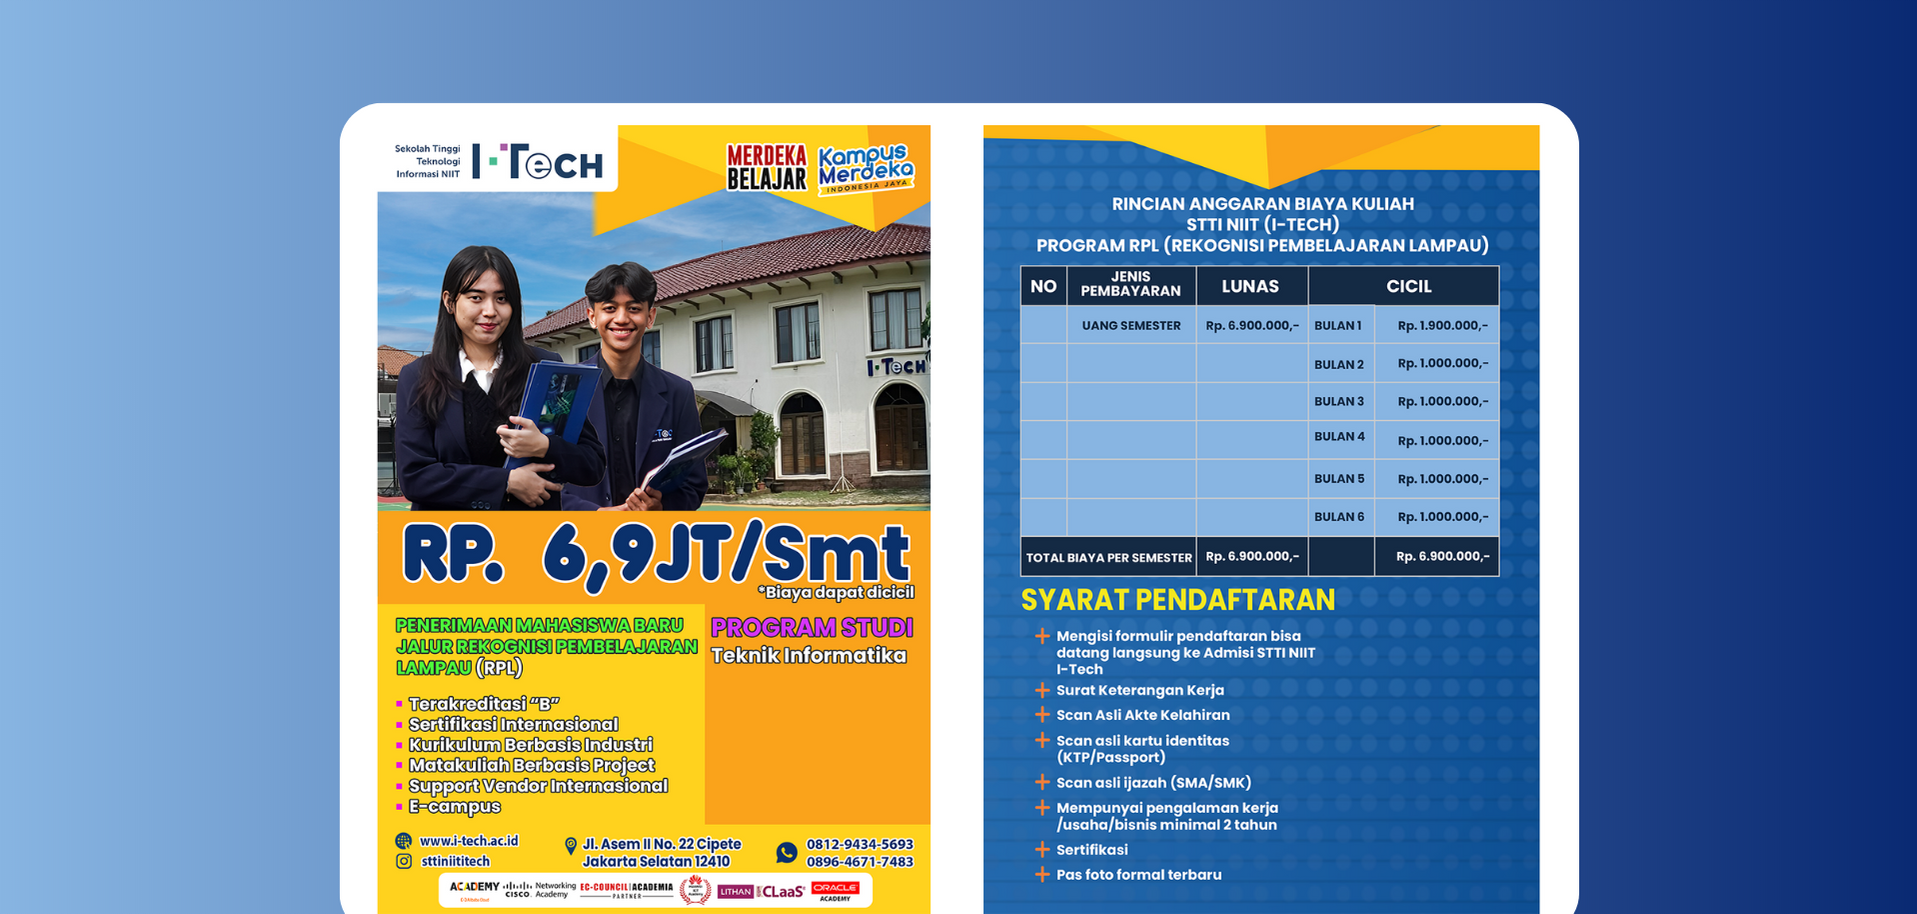 Sekolah Tinggi
Teknologi
Informasi NIIT
I-TECH
MERDEKA
BELAJAR
Kampus
Merdeka
INDONESIA JAYA
I-TECH
RP. 6,9JT/Smt
*Biaya dapat dicicil
PENERIMAAN MAHASISWA BARU
JALUR REKOGNISI PEMBELAJARAN
LAMPAU (RPL)
Terakreditasi “B”
Sertifikasi Internasional
Kurikulum Berbasis Industri
Matakuliah Berbasis Project
Support Vendor Internasional
E-campus
PROGRAM STUDI
Teknik Informatika
www.i-tech.ac.id
sttiniititech
Jl. Asem II No. 22 Cipete
Jakarta Selatan 12410
0812-9434-5693
0896-4671-7483
ACADEMY
CISCO Networking
Academy
EC-COUNCIL ACADEMIA
PARTNER
LITHAN
CLaaS
ORACLE
ACADEMY
RINCIAN ANGGARAN BIAYA KULIAH
STTI NIIT (I-TECH)
PROGRAM RPL (REKOGNISI PEMBELAJARAN LAMPAU)
NO JENIS PEMBAYARAN LUNAS CICIL
UANG SEMESTER Rp. 6.900.000,- BULAN 1 Rp. 1.900.000,-
BULAN 2 Rp. 1.000.000,-
BULAN 3 Rp. 1.000.000,-
BULAN 4 Rp. 1.000.000,-
BULAN 5 Rp. 1.000.000,-
BULAN 6 Rp. 1.000.000,-
TOTAL BIAYA PER SEMESTER Rp. 6.900.000,- Rp. 6.900.000,-
SYARAT PENDAFTARAN
Mengisi formulir pendaftaran bisa
datang langsung ke Admisi STTI NIIT
I-Tech
Surat Keterangan Kerja
Scan Asli Akte Kelahiran
Scan asli kartu identitas
(KTP/Passport)
Scan asli ijazah (SMA/SMK)
Mempunyai pengalaman kerja
/usaha/bisnis minimal 2 tahun
Sertifikasi
Pas foto formal terbaru